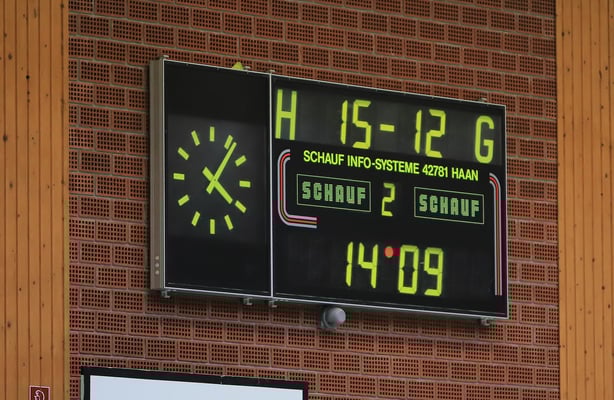 H 15-12 G
SCHAUF INFO-SYSTEME 42781 HAAN
SCHAUF 2 SCHAUF
14:09